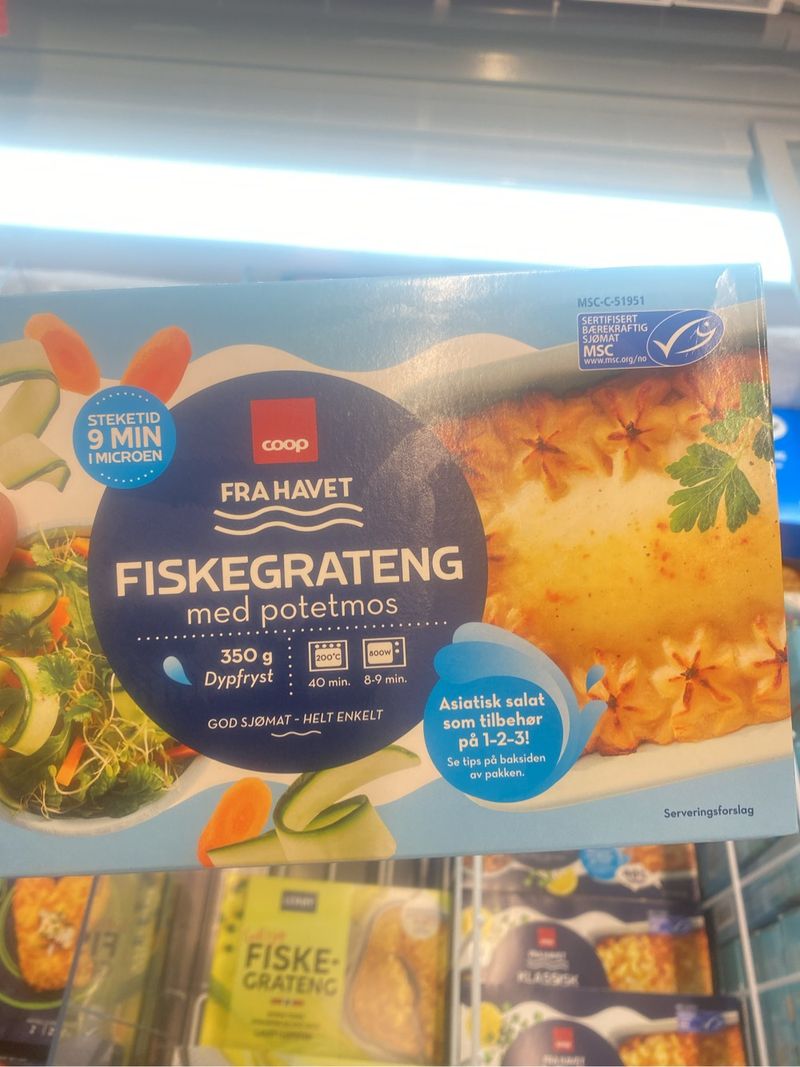 MSC-C-51951
SERTIFISERT
BÆREKRAFTIG
SJØMAT
MSC
www.msc.org/no
STEKETID
9 MIN
I MICROEN
coop
FRA HAVET
FISKEGRATENG
med potetmos
350 g
Dypfryst
200°C
40 min.
800W
8-9 min.
GOD SJØMAT - HELT ENKELT
Asiatisk salat
som tilbehør
på 1-2-3!
Se tips på baksiden
av pakken.
Serveringsforslag
FISKE-
GRATENG
KLASSISK
coop
FRA HAVET